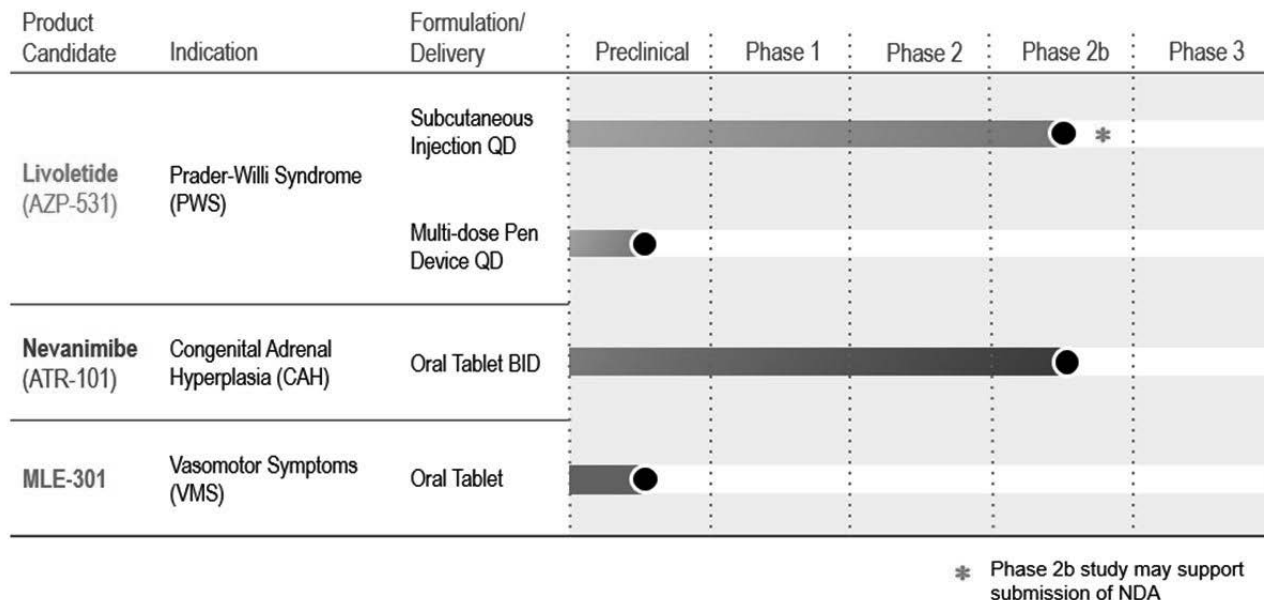 Product
Candidate
Indication
Formulation/
Delivery
Preclinical
Phase 1
Phase 2
Phase 2b
Phase 3
Livoletide
(AZP-531)
Prader-Willi Syndrome
(PWS)
Subcutaneous
Injection QD
*
Multi-dose Pen
Device QD
Nevanimibe
(ATR-101)
Congenital Adrenal
Hyperplasia (CAH)
Oral Tablet BID
MLE-301
Vasomotor Symptoms
(VMS)
Oral Tablet
* Phase 2b study may support
submission of NDA